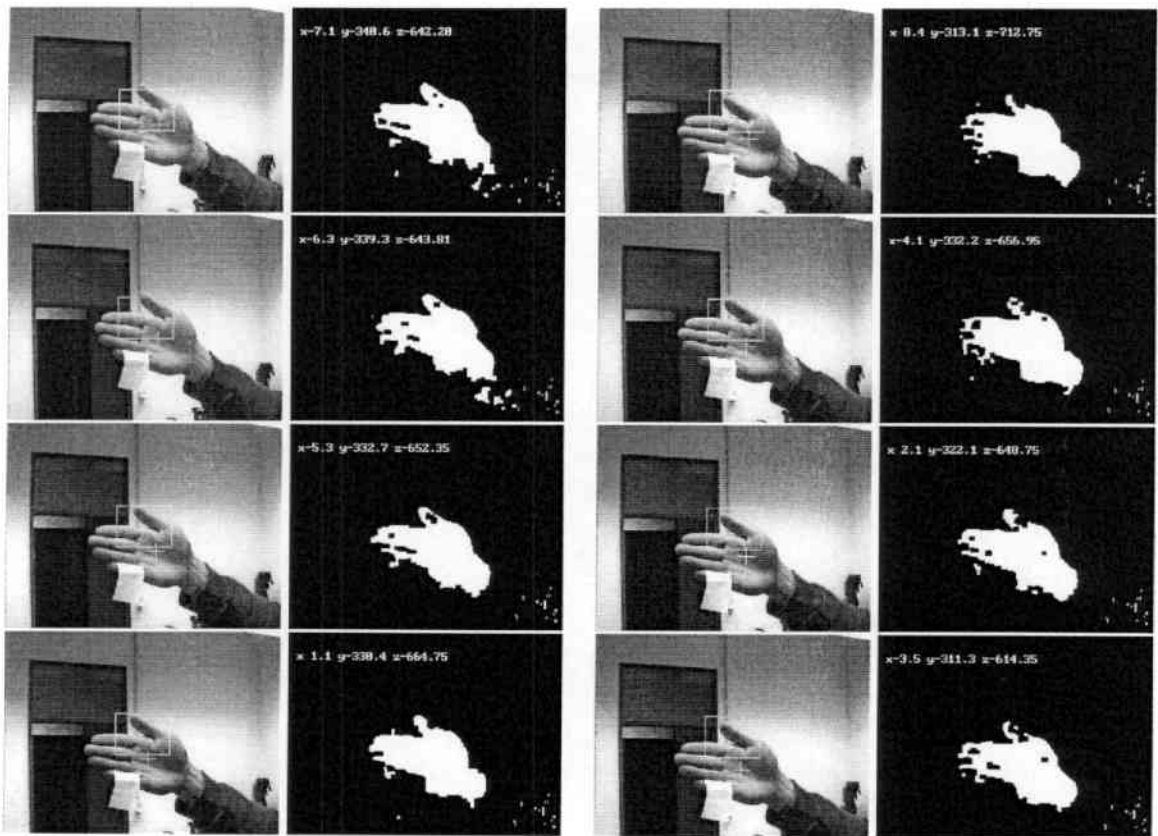 x-7.1 y-340.6 z-642.20
x-6.3 y-339.3 z-643.81
x-5.3 y-332.7 z-652.35
x 1.1 y-330.4 z-664.75
x 0.4 y-313.1 z-712.75
x-4.1 y-332.2 z-656.95
x 2.1 y-322.1 z-640.75
x-3.5 y-311.3 z-614.35